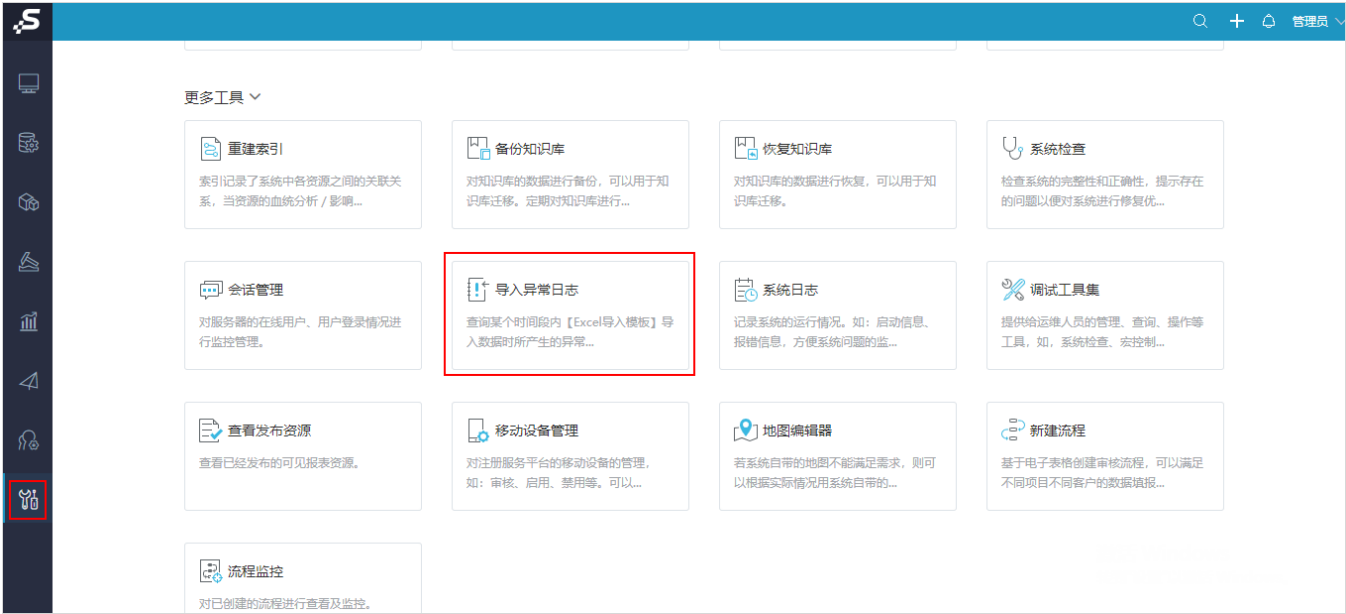 管理员
更多工具
重建索引
索引记录了系统中各资源之间的关联关
系，当资源的血统分析 / 影响...
备份知识库
对知识库的数据进行备份，可以用于知
识库迁移。定期对知识库进行...
恢复知识库
对知识库的数据进行恢复，可以用于知
识库迁移。
系统检查
检查系统的完整性和正确性，提示存在
的问题以便对系统进行修复优...
会话管理
对服务器的在线用户、用户登录情况进
行监控管理。
导入异常日志
查询某个时间段内【Excel导入模板】导
入数据时所产生的异常...
系统日志
记录系统的运行情况。如：启动信息、
报错信息，方便系统问题的监...
调试工具集
提供给运维人员的管理、查询、操作等
工具，如，系统检查、宏控制...
查看发布资源
查看已经发布的可见报表资源。
移动设备管理
对注册服务平台的移动设备的管理，
如：审核、启用、禁用等。可以...
地图编辑器
若系统自带的地图不能满足需求，则可
以根据实际情况用系统自带的...
新建流程
基于电子表格创建审核流程，可以满足
不同项目不同客户的数据填报...
流程监控
对已创建的流程进行查看及监控。